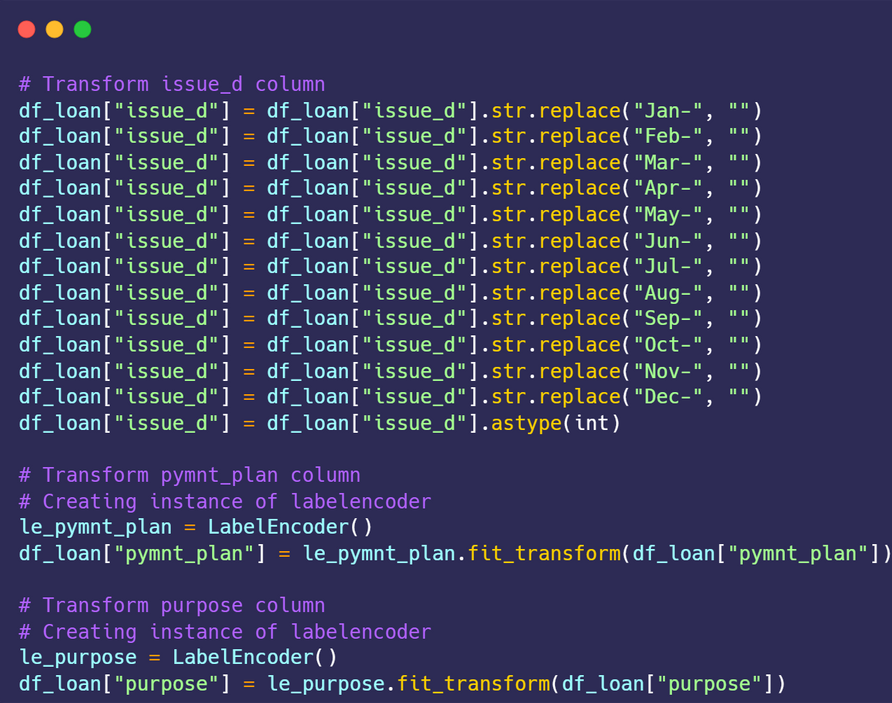 # Transform issue_d column
df_loan["issue_d"] = df_loan["issue_d"].str.replace("Jan-", "")
df_loan["issue_d"] = df_loan["issue_d"].str.replace("Feb-", "")
df_loan["issue_d"] = df_loan["issue_d"].str.replace("Mar-", "")
df_loan["issue_d"] = df_loan["issue_d"].str.replace("Apr-", "")
df_loan["issue_d"] = df_loan["issue_d"].str.replace("May-", "")
df_loan["issue_d"] = df_loan["issue_d"].str.replace("Jun-", "")
df_loan["issue_d"] = df_loan["issue_d"].str.replace("Jul-", "")
df_loan["issue_d"] = df_loan["issue_d"].str.replace("Aug-", "")
df_loan["issue_d"] = df_loan["issue_d"].str.replace("Sep-", "")
df_loan["issue_d"] = df_loan["issue_d"].str.replace("Oct-", "")
df_loan["issue_d"] = df_loan["issue_d"].str.replace("Nov-", "")
df_loan["issue_d"] = df_loan["issue_d"].str.replace("Dec-", "")
df_loan["issue_d"] = df_loan["issue_d"].astype(int)
# Transform pymnt_plan column
# Creating instance of labelencoder
le_pymnt_plan = LabelEncoder()
df_loan["pymnt_plan"] = le_pymnt_plan.fit_transform(df_loan["pymnt_plan"])
# Transform purpose column
# Creating instance of labelencoder
le_purpose = LabelEncoder()
df_loan["purpose"] = le_purpose.fit_transform(df_loan["purpose"])